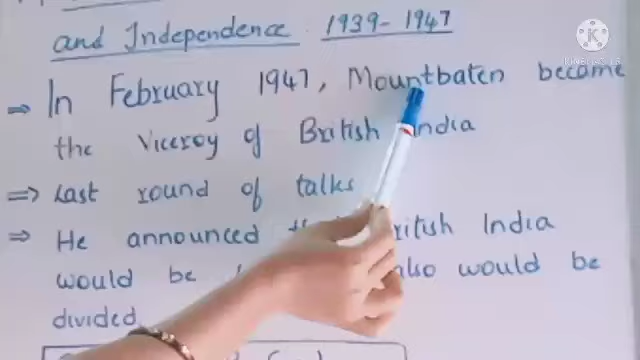 and Independence 1939-1947
⇒ In February 1947, Mountbaten became
the Viceroy of British India
⇒ Last round of talks
⇒ He announced British India
would be also would be
divided